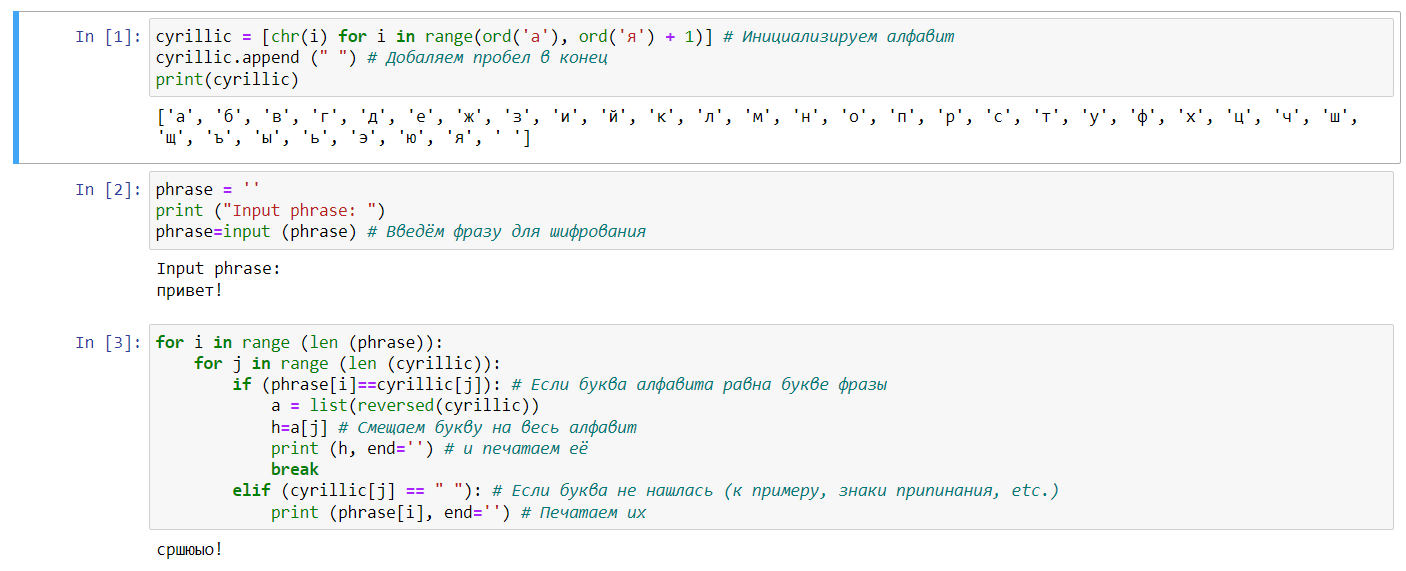 In [1]: cyrillic = [chr(i) for i in range(ord('а'), ord('я') + 1)] # Инициализируем алфавит
cyrillic.append (" ") # Добаляем пробел в конец
print(cyrillic)
['а', 'б', 'в', 'г', 'д', 'е', 'ж', 'з', 'и', 'й', 'к', 'л', 'м', 'н', 'о', 'п', 'р', 'с', 'т', 'у', 'ф', 'х', 'ц', 'ч', 'ш',
'щ', 'ъ', 'ы', 'ь', 'э', 'ю', 'я', ' ']
In [2]: phrase = ''
print ("Input phrase: ")
phrase=input (phrase) # Введём фразу для шифрования
Input phrase:
привет!
In [3]: for i in range (len (phrase)):
    for j in range (len (cyrillic)):
        if (phrase[i]==cyrillic[j]): # Если буква алфавита равна букве фразы
            a = list(reversed(cyrillic))
            h=a[j] # Смещаем букву на весь алфавит
            print (h, end='') # и печатаем её
            break
        elif (cyrillic[j] == " "): # Если буква не нашлась (к примеру, знаки припинания, etc.)
            print (phrase[i], end='') # Печатаем их
сршюыо!